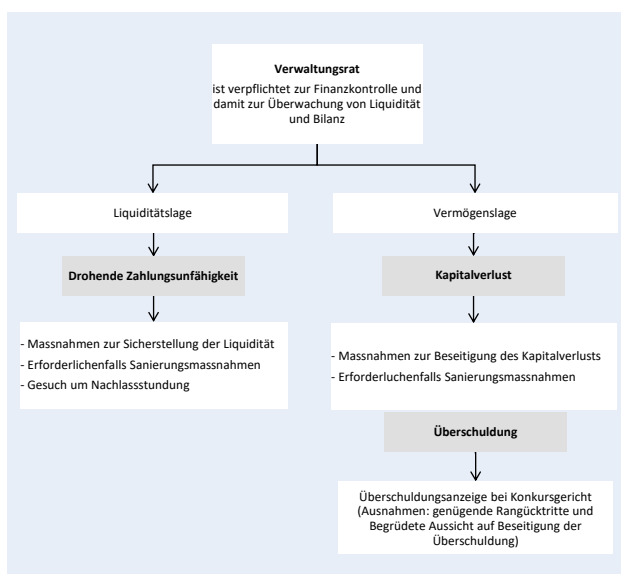 Verwaltungsrat
ist verpflichtet zur Finanzkontrolle und
damit zur Überwachung von Liquidität
und Bilanz
Liquiditätslage
Vermögenslage
Drohende Zahlungsunfähigkeit
Kapitalverlust
- Massnahmen zur Sicherstellung der Liquidität
- Erforderlichenfalls Sanierungsmassnahmen
- Gesuch um Nachlassstundung
- Massnahmen zur Beseitigung des Kapitalverlusts
- Erforderluchenfalls Sanierungsmassnahmen
Überschuldung
Überschuldungsanzeige bei Konkursgericht
(Ausnahmen: genügende Rangücktritte und
Begrüdete Aussicht auf Beseitigung der
Überschuldung)